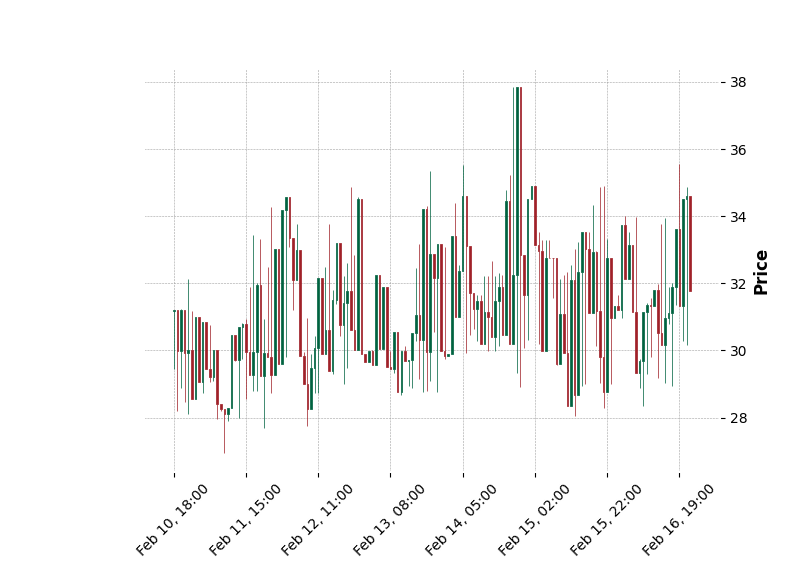 38
36
34
32
30
28
Price
Feb 10, 18:00
Feb 11, 15:00
Feb 12, 11:00
Feb 13, 08:00
Feb 14, 05:00
Feb 15, 02:00
Feb 15, 22:00
Feb 16, 19:00